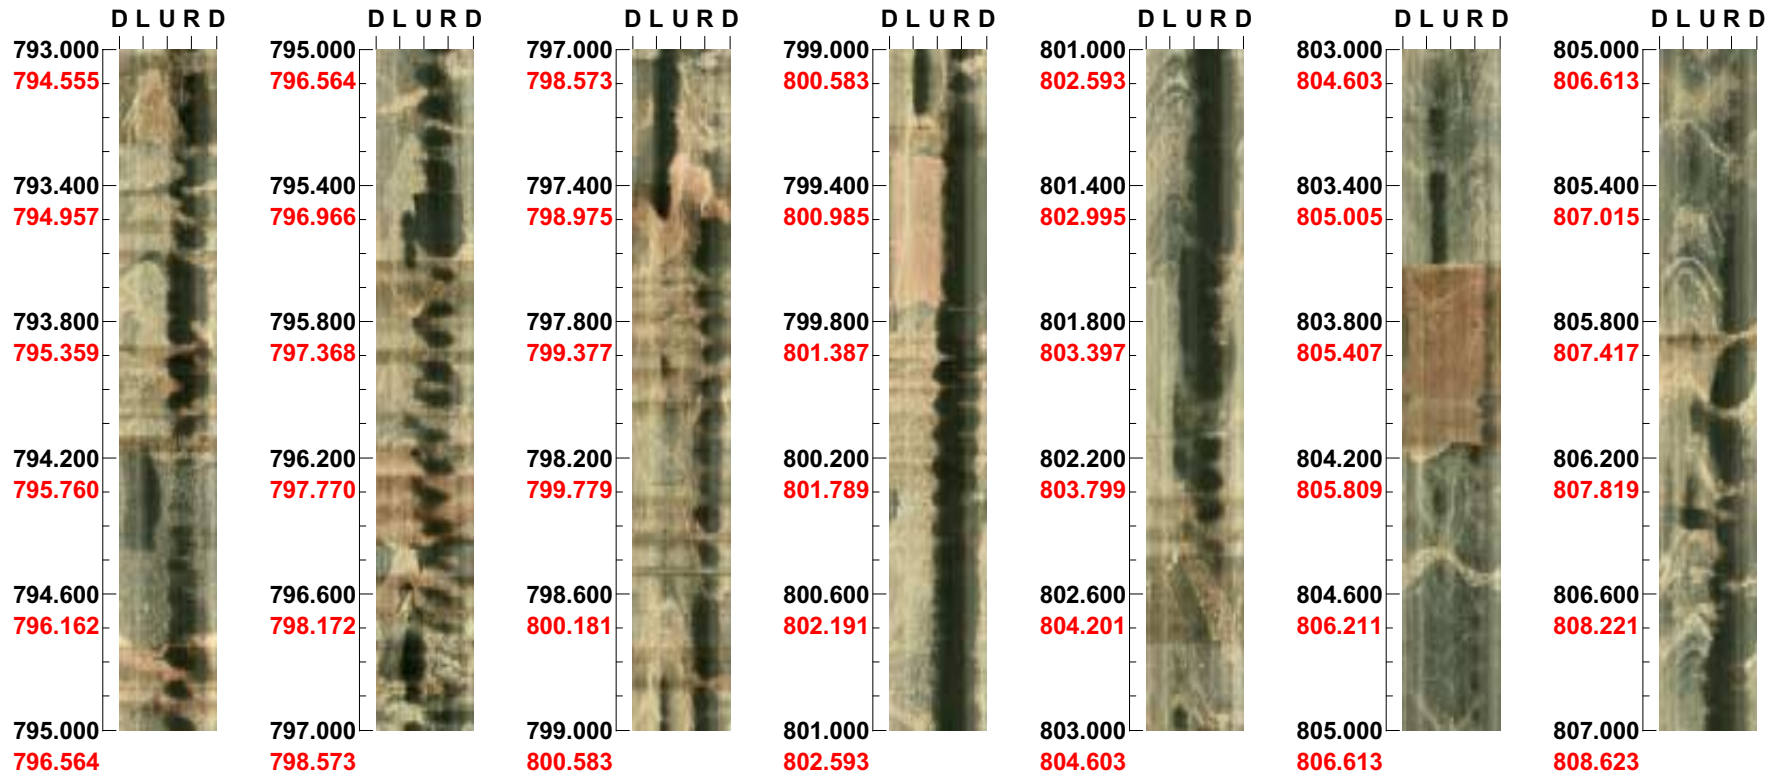 D L U R D D L U R D D L U R D D L U R D D L U R D D L U R D D L U R D
793.000 795.000 797.000 799.000 801.000 803.000 805.000
794.555 796.564 798.573 800.583 802.593 804.603 806.613
793.400 795.400 797.400 799.400 801.400 803.400 805.400
794.957 796.966 798.975 800.985 802.995 805.005 807.015
793.800 795.800 797.800 799.800 801.800 803.800 805.800
795.359 797.368 799.377 801.387 803.397 805.407 807.417
794.200 796.200 798.200 800.200 802.200 804.200 806.200
795.760 797.770 799.779 801.789 803.799 805.809 807.819
794.600 796.600 798.600 800.600 802.600 804.600 806.600
796.162 798.172 800.181 802.191 804.201 806.211 808.221
795.000 797.000 799.000 801.000 803.000 805.000 807.000
796.564 798.573 800.583 802.593 804.603 806.613 808.623